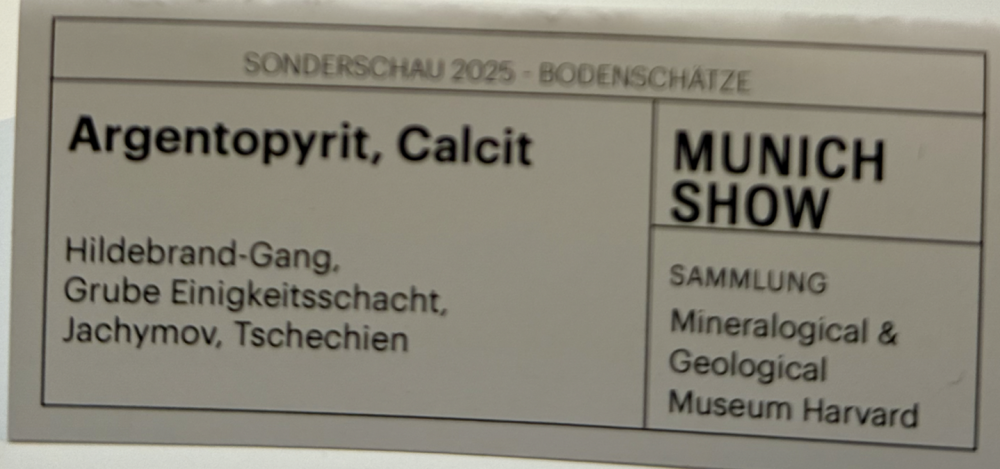 SONDERSCHAU 2025 - BODENSCHÄTZE
Argentopyrit, Calcit
Hildebrand-Gang,
Grube Einigkeitsschacht,
Jachymov, Tschechien
MUNICH
SHOW
SAMMLUNG
Mineralogical &
Geological
Museum Harvard